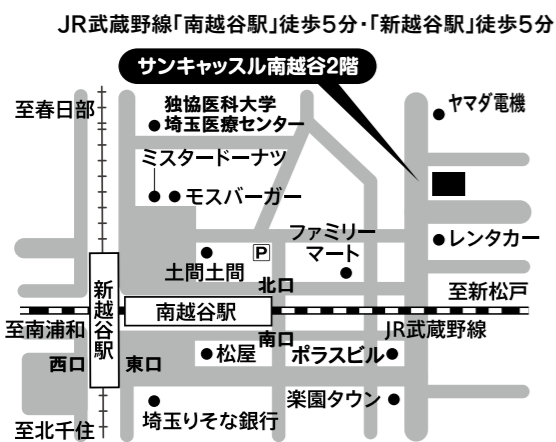 JR武蔵野線「南越谷駅」徒歩5分・「新越谷駅」徒歩5分
サンキャッスル南越谷2階
至春日部
独協医科大学
埼玉医療センター
ヤマダ電機
ミスタードーナツ
モスバーガー
ファミリー
マート
レンタカー
P
土間土間
北口
至新松戸
新越谷駅
南越谷駅
至南浦和
南口
JR武蔵野線
西口
東口
松屋
ポラスビル
楽園タウン
埼玉りそな銀行
至北千住